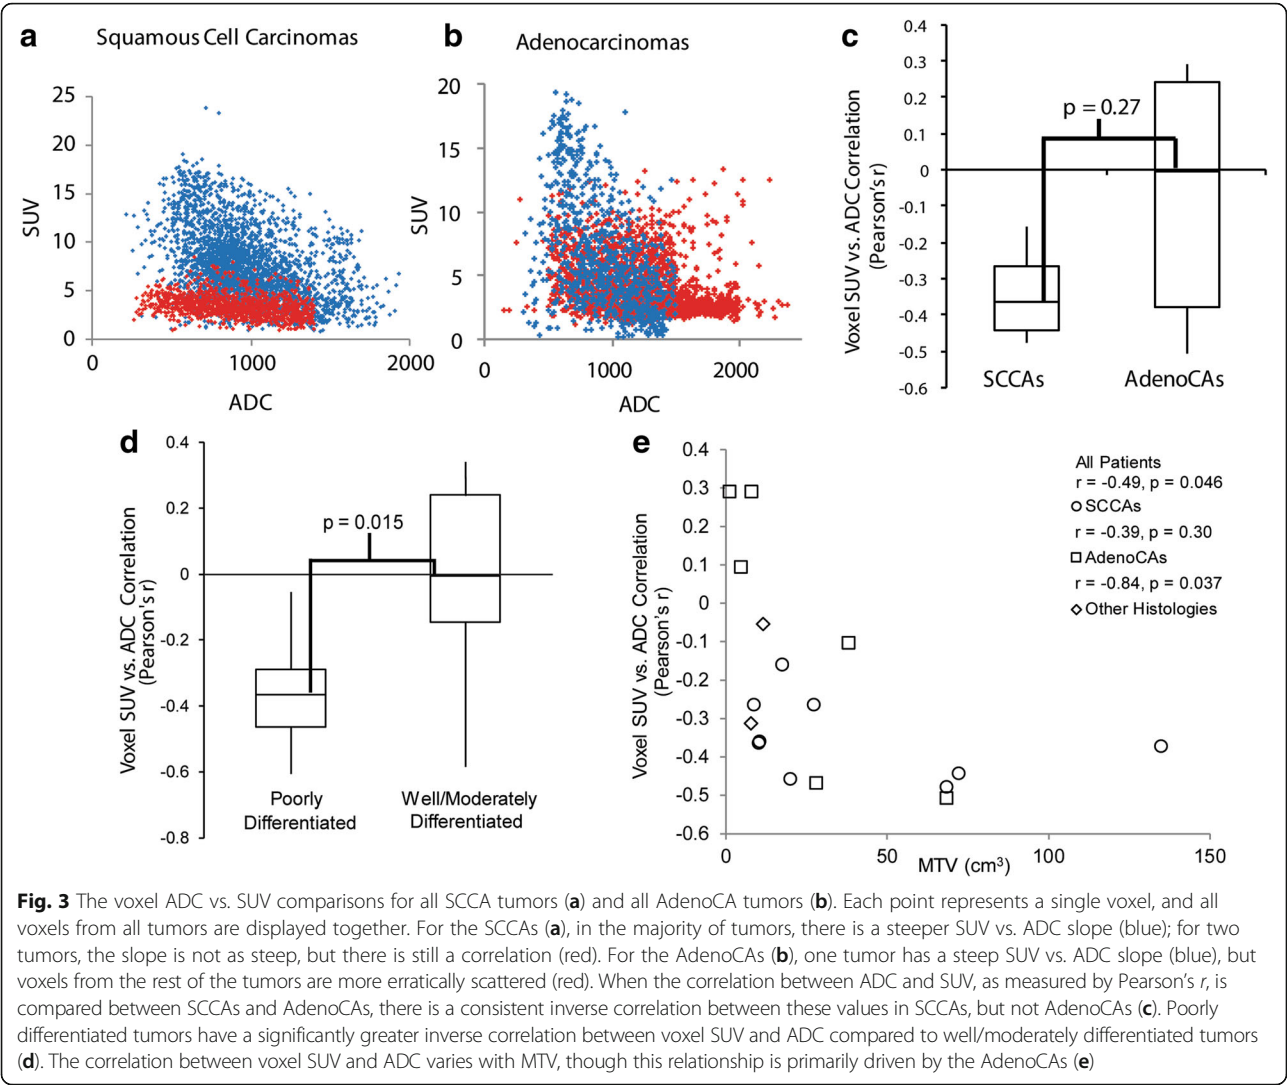 a
Squamous Cell Carcinomas
25
20
15
10
5
0
SUV
0
1000
2000
ADC
b
Adenocarcinomas
20
15
10
5
0
SUV
0
1000
2000
ADC
c
0.4
0.3
0.2
0.1
0
-0.1
-0.2
-0.3
-0.4
-0.5
-0.6
Voxel SUV vs. ADC Correlation
(Pearson's r)
p = 0.27
SCCAs
AdenoCAs
d
0.4
0.2
0
-0.2
-0.4
-0.6
-0.8
Voxel SUV vs. ADC Correlation
(Pearson's r)
p = 0.015
Poorly
Differentiated
Well/Moderately
Differentiated
e
0.4
0.3
0.2
0.1
0
-0.1
-0.2
-0.3
-0.4
-0.5
-0.6
Voxel SUV vs. ADC Correlation
(Pearson's r)
0
50
100
150
MTV (cm³)
All Patients
r = -0.49, p = 0.046
SCCAs
r = -0.39, p = 0.30
AdenoCAs
r = -0.84, p = 0.037
Other Histologies
Fig. 3 The voxel ADC vs. SUV comparisons for all SCCA tumors (a) and all AdenoCA tumors (b). Each point represents a single voxel, and all
voxels from all tumors are displayed together. For the SCCAs (a), in the majority of tumors, there is a steeper SUV vs. ADC slope (blue); for two
tumors, the slope is not as steep, but there is still a correlation (red). For the AdenoCAs (b), one tumor has a steep SUV vs. ADC slope (blue), but
voxels from the rest of the tumors are more erratically scattered (red). When the correlation between ADC and SUV, as measured by Pearson's r, is
compared between SCCAs and AdenoCAs, there is a consistent inverse correlation between these values in SCCAs, but not AdenoCAs (c). Poorly
differentiated tumors have a significantly greater inverse correlation between voxel SUV and ADC compared to well/moderately differentiated tumors
(d). The correlation between voxel SUV and ADC varies with MTV, though this relationship is primarily driven by the AdenoCAs (e)